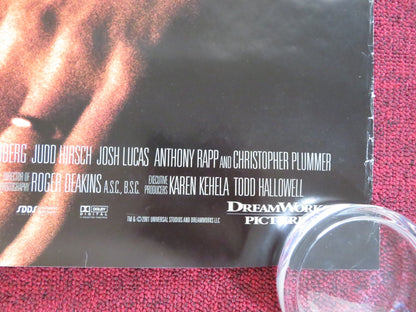 BERG JUDD HIRSCH JOSH LUCAS ANTHONY RAPP AND CHRISTOPHER PLUMMER
DIRECTOR OF PHOTOGRAPHY ROGER DEAKINS A.S.C., B.S.C. EXECUTIVE PRODUCERS KAREN KEHELA TODD HALLOWELL
SDDS DOLBY DIGITAL DREAMWORKS
PICTURES
TM & © 2001 UNIVERSAL STUDIOS AND DREAMWORKS LLC